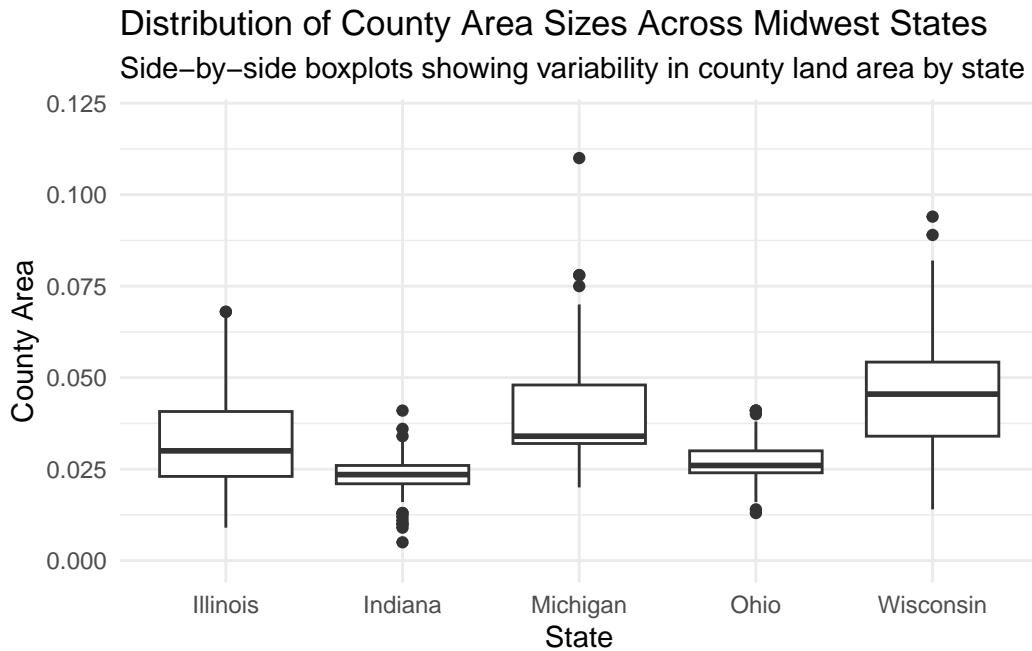 Distribution of County Area Sizes Across Midwest States
Side−by−side boxplots showing variability in county land area by state
0.125
0.100
0.075
0.050
0.025
0.000
County Area
Illinois Indiana Michigan Ohio Wisconsin
State